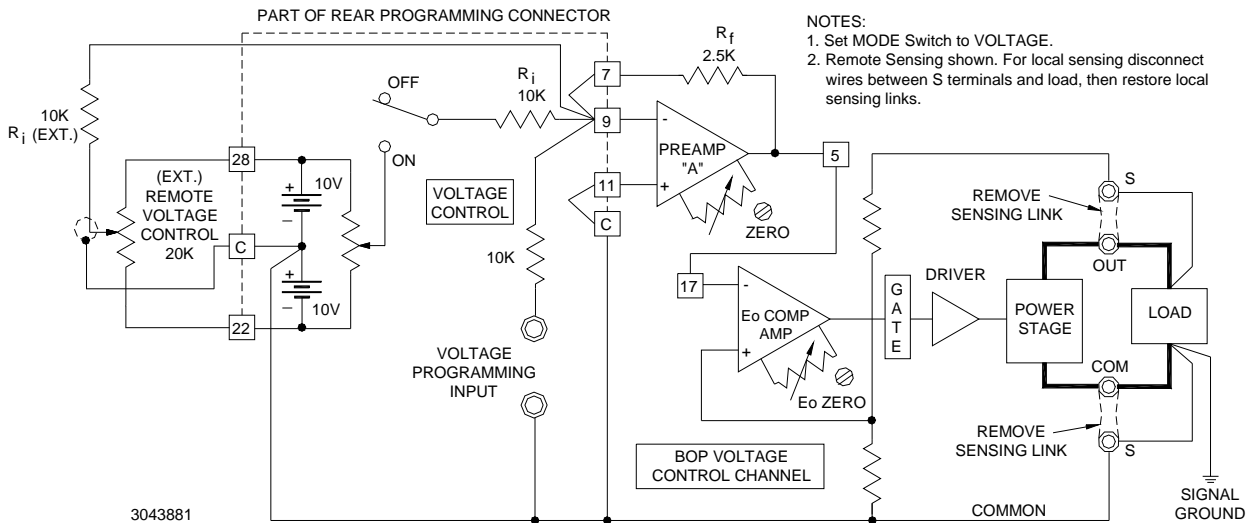 PART OF REAR PROGRAMMING CONNECTOR
NOTES:
1. Set MODE Switch to VOLTAGE.
2. Remote Sensing shown. For local sensing disconnect
wires between S terminals and load, then restore local
sensing links.
Rf
2.5K
7
OFF
Ri
10K
10K
Ri (EXT.)
9
-
PREAMP
"A"
+
5
ON
28
(EXT.)
REMOTE
VOLTAGE
CONTROL
20K
+
10V
–
C
+
10V
–
22
VOLTAGE
CONTROL
11
C
ZERO
10K
VOLTAGE
PROGRAMMING
INPUT
17
-
Eo COMP
AMP
+
Eo ZERO
GATE
DRIVER
POWER
STAGE
REMOVE
SENSING LINK
S
OUT
LOAD
COM
REMOVE
SENSING LINK
S
BOP VOLTAGE
CONTROL CHANNEL
COMMON
SIGNAL
GROUND
3043881